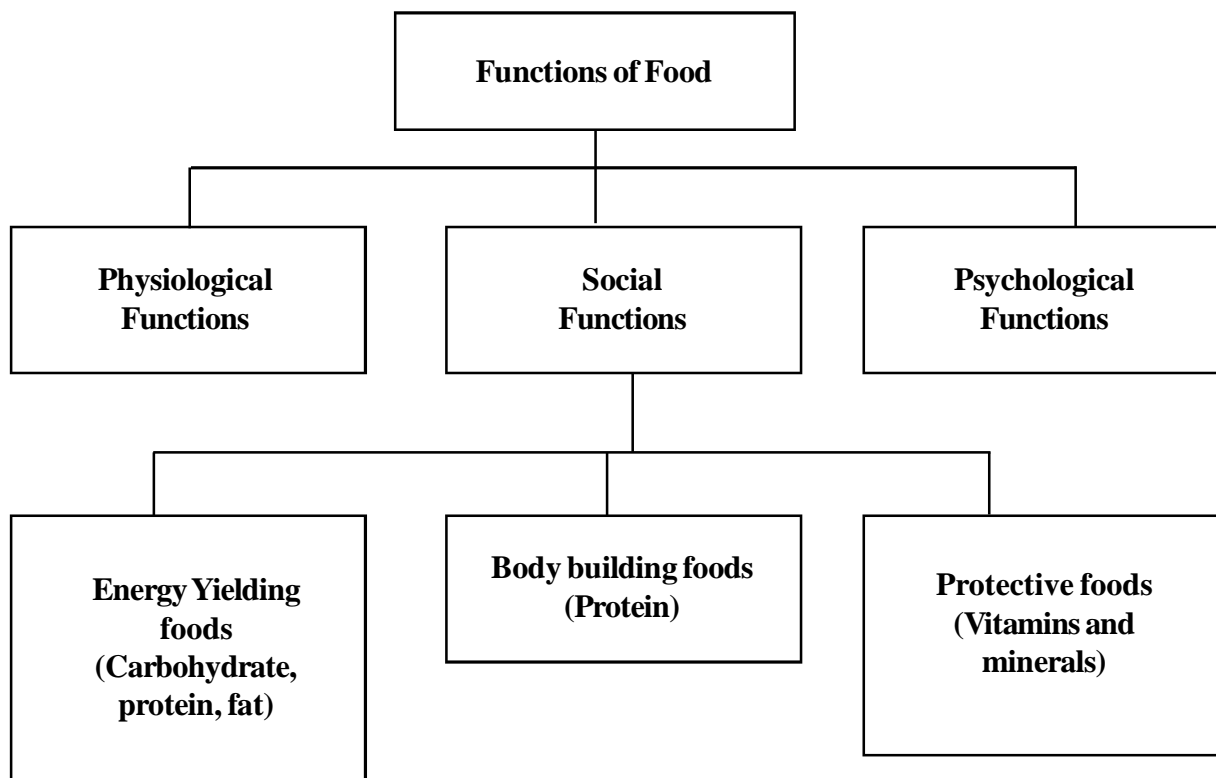 Functions of Food
Physiological
Functions
Social
Functions
Psychological
Functions
Energy Yielding
foods
(Carbohydrate,
protein, fat)
Body building foods
(Protein)
Protective foods
(Vitamins and
minerals)